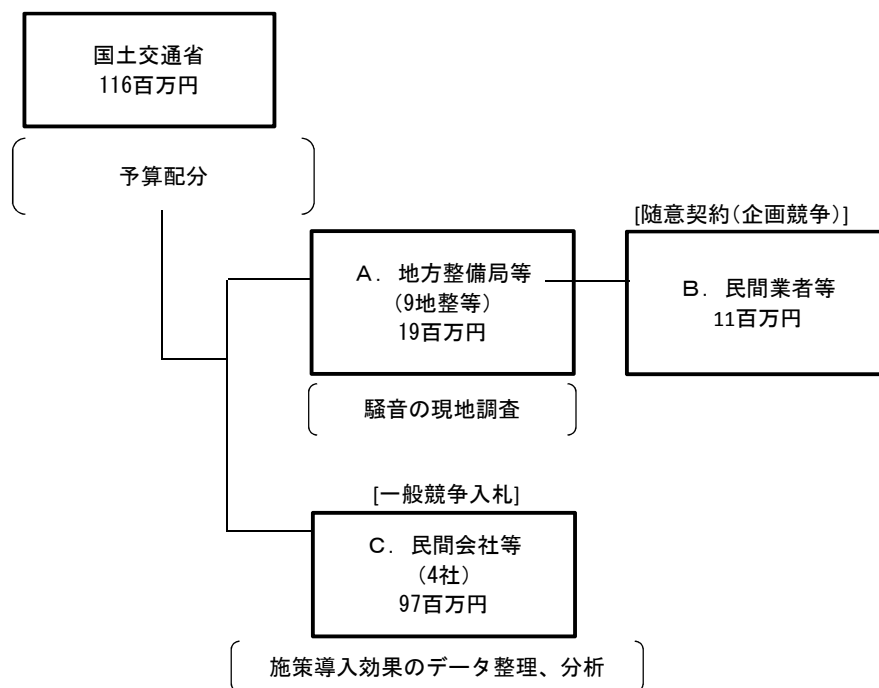 国土交通省
116百万円
予算配分
[随意契約(企画競争)]
A. 地方整備局等
(9地整等)
19百万円
B. 民間業者等
11百万円
騒音の現地調査
[一般競争入札]
C. 民間会社等
(4社)
97百万円
施策導入効果のデータ整理、分析